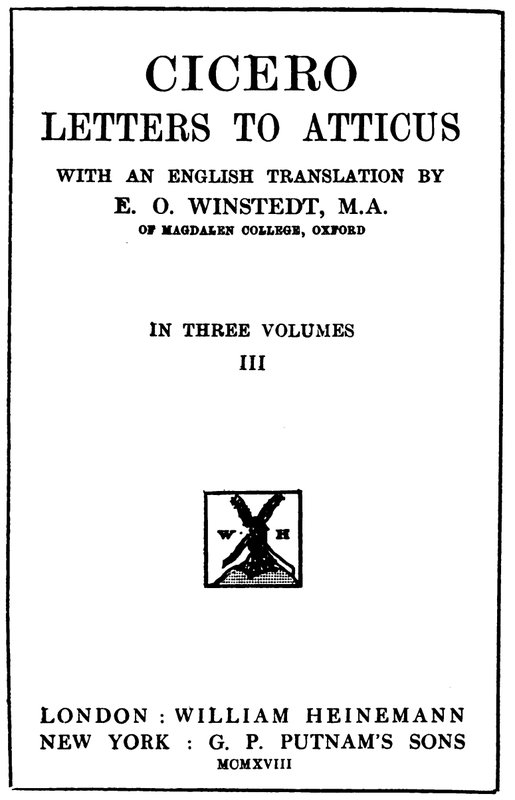 CICERO
LETTERS TO ATTICUS
WITH AN ENGLISH TRANSLATION BY
E. O. WINSTEDT, M.A.
OF MAGDALEN COLLEGE, OXFORD
IN THREE VOLUMES
III
W H
LONDON : WILLIAM HEINEMANN
NEW YORK : G. P. PUTNAM'S SONS
MCMXVIII